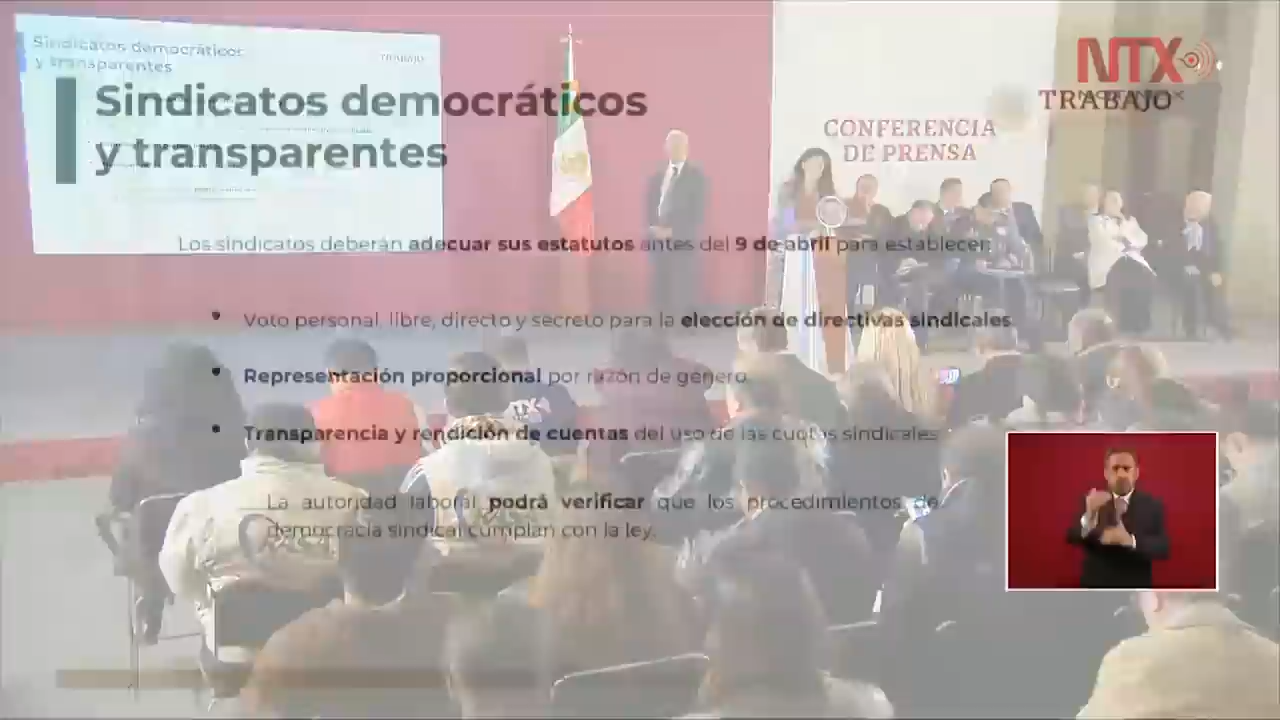 Sindicatos democráticos
y transparentes
TRABAJO
NTX
TRABAJO
Sindicatos democráticos
y transparentes
CONFERENCIA
DE PRENSA
Los sindicatos deberán adecuar sus estatutos antes del 9 de abril para establecer:
• Voto personal, libre, directo y secreto para la elección de directivas sindicales
• Representación proporcional por razón de género
• Transparencia y rendición de cuentas del uso de las cuotas sindicales
La autoridad laboral podrá verificar que los procedimientos de
democracia sindical cumplan con la ley.